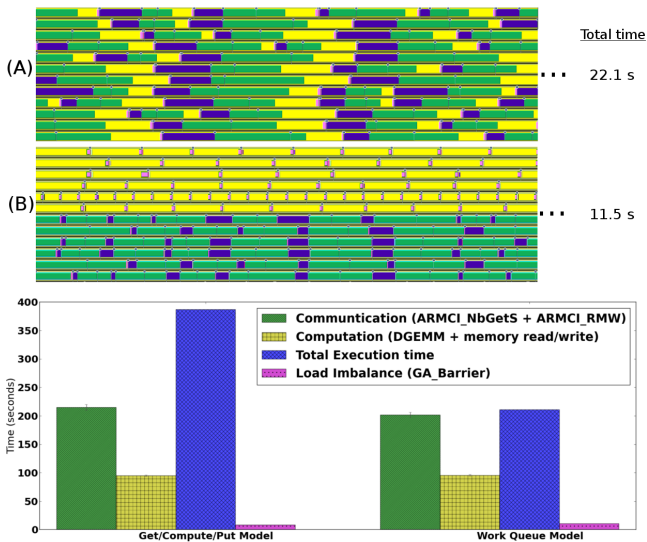 Total time
(A)
22.1 s
(B)
11.5 s
400
350
300
250
200
150
100
50
0
Time (seconds)
Communtication (ARMCI_NbGetS + ARMCI_RMW)
Computation (DGEMM + memory read/write)
Total Execution time
Load Imbalance (GA_Barrier)
Get/Compute/Put Model
Work Queue Model